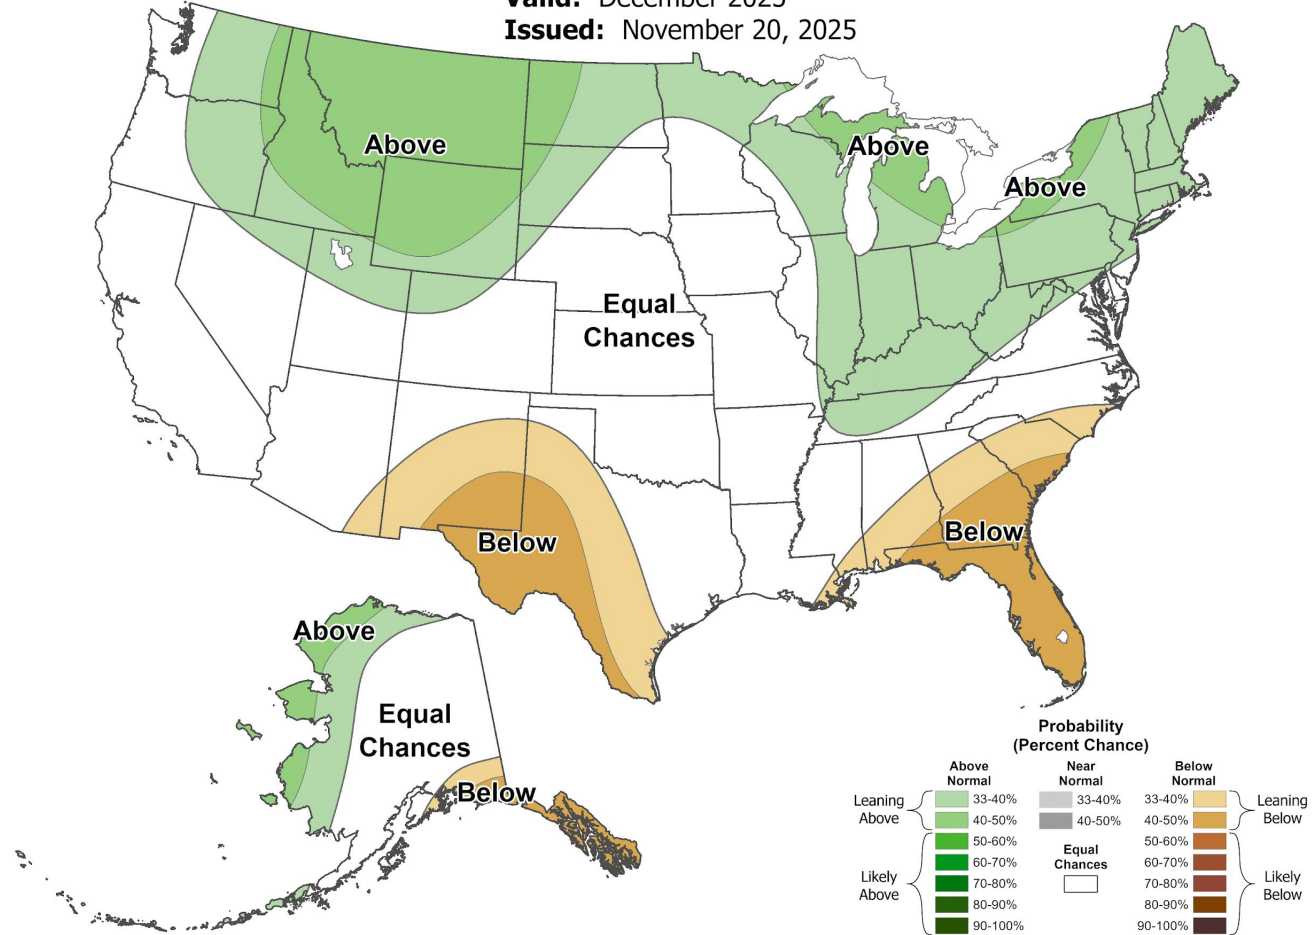 Valid: December 2025
Issued: November 20, 2025
Above
Above
Above
Equal
Chances
Below
Below
Above
Equal
Chances
Below
Probability
(Percent Chance)
Above
Normal
Near
Normal
Below
Normal
Leaning
Above
33-40%
33-40%
33-40%
Leaning
Below
40-50%
40-50%
40-50%
Likely
Above
50-60%
Equal
Chances
50-60%
Likely
Below
60-70%
60-70%
70-80%
70-80%
80-90%
80-90%
90-100%
90-100%